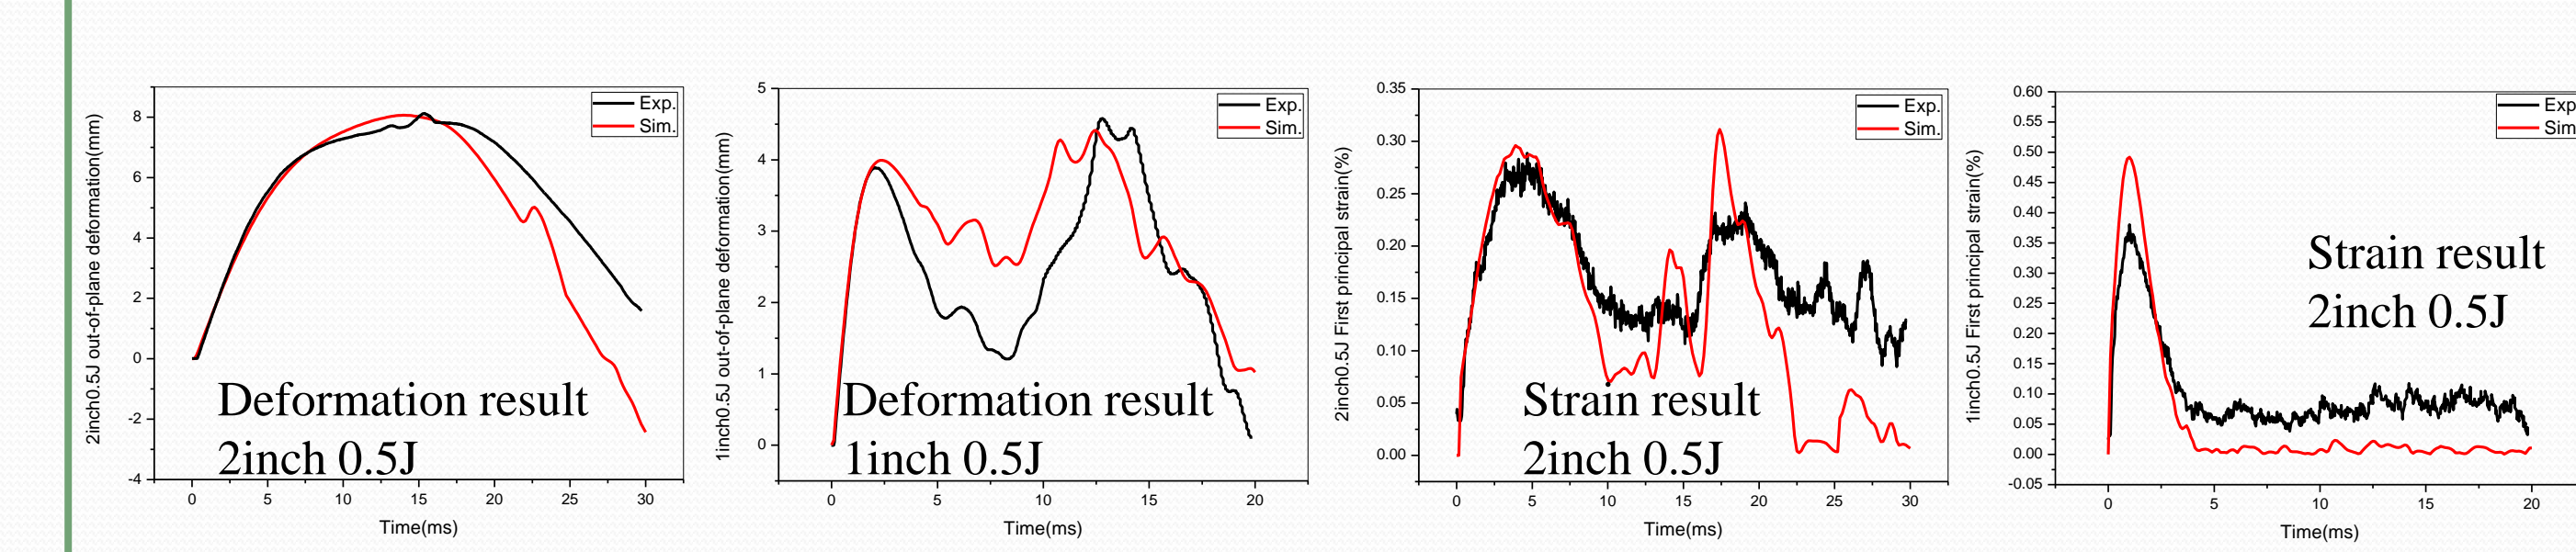 2inch0.5J out-of-plane deformation(mm)
8
6
4
2
0
-2
-4
0 5 10 15 20 25 30
Time(ms)
Exp.
Sim.
Deformation result
2inch 0.5J
1inch0.5J out-of-plane deformation(mm)
5
4
3
2
1
0
0 5 10 15 20
Time(ms)
Exp.
Sim.
Deformation result
1inch 0.5J
2inch0.5J First principal strain(%)
0.35
0.30
0.25
0.20
0.15
0.10
0.05
0.00
0 5 10 15 20 25 30
Time(ms)
Exp.
Sim.
Strain result
2inch 0.5J
1inch0.5J First principal strain(%)
0.60
0.55
0.50
0.45
0.40
0.35
0.30
0.25
0.20
0.15
0.10
0.05
0.00
-0.05
0 5 10 15 20
Time(ms)
Exp
Sim
Strain result
2inch 0.5J